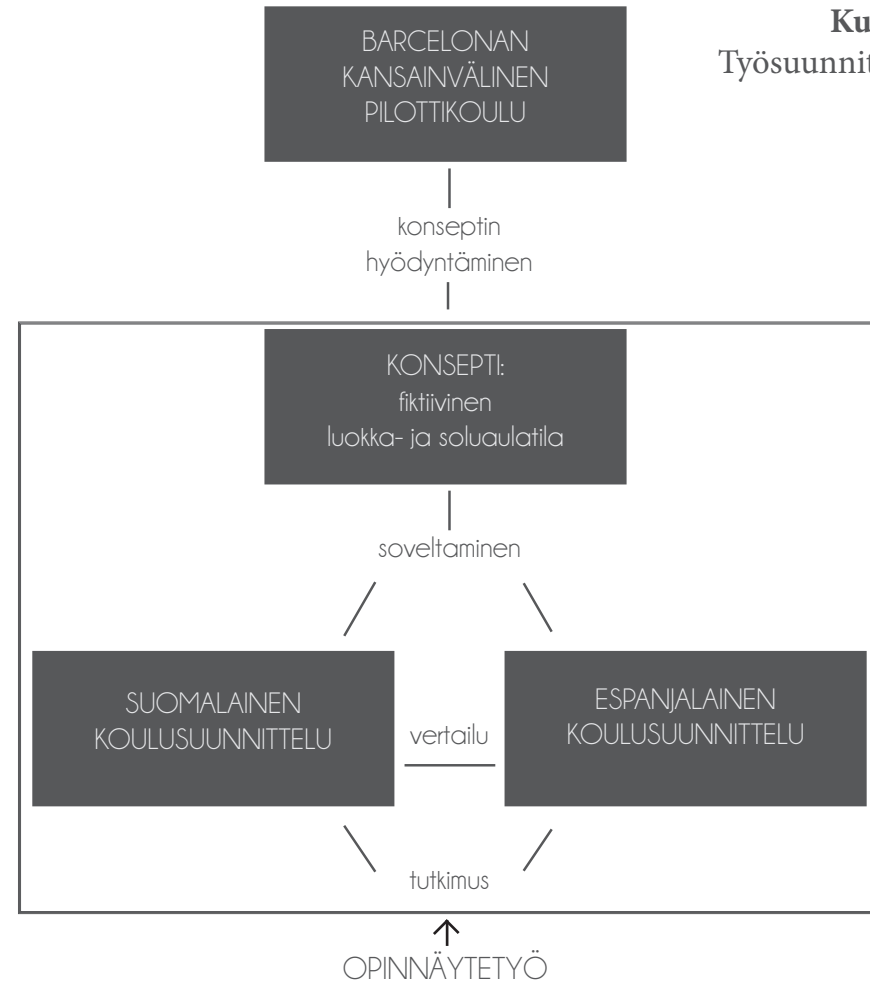 Ku
Työsuunnit
BARCELONAN
KANSAINVÄLINEN
PILOTTIKOULU
konseptin
hyödyntäminen
KONSEPTI:
fiktiivinen
luokka- ja soluaulatila
soveltaminen
SUOMALAINEN
KOULUSUUNNITTELU
vertailu
ESPANJALAINEN
KOULUSUUNNITTELU
tutkimus
OPINNÄYTETYÖ